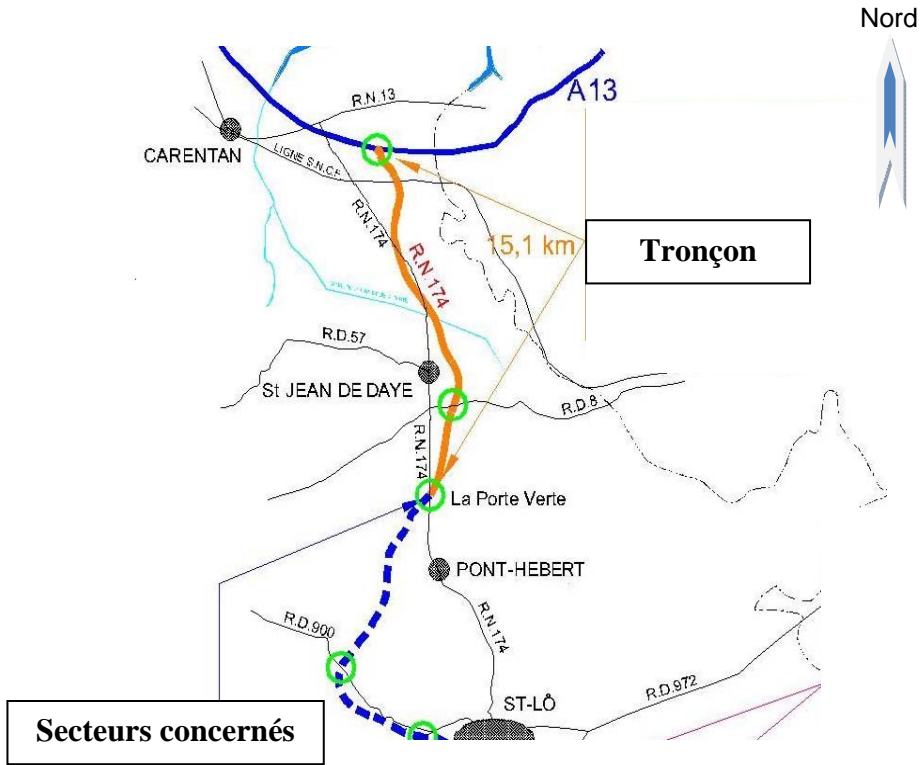 Nord
A13
R.N.13
CARENTAN
LIGNE S.N.C.F.
R.N.174
R.N.174
15,1 km
Tronçon
R.D.57
St JEAN DE DAYE
R.D.8
R.N.174
La Porte Verte
PONT-HEBERT
R.N.174
R.D.900
R.D.972
ST-LÔ
Secteurs concernés